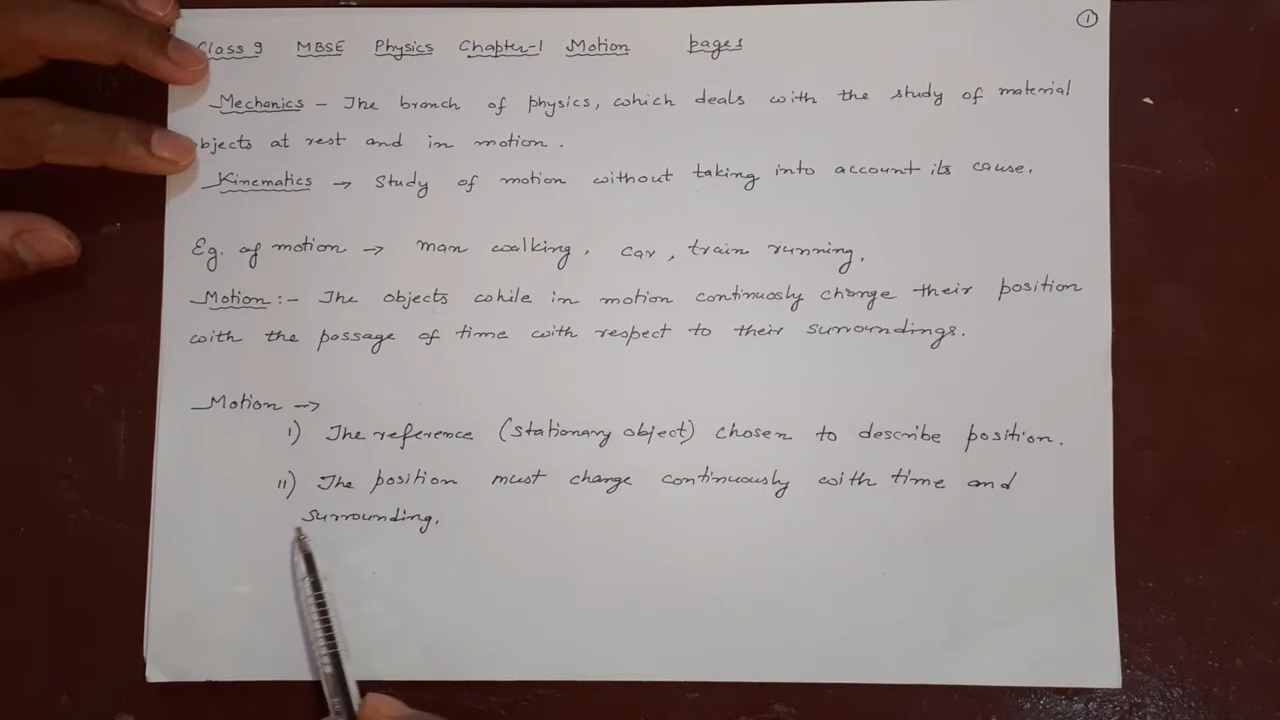 ①
Class 9 MBSE Physics Chapter-1 Motion pages
Mechanics - The branch of physics, which deals with the study of material
objects at rest and in motion.
Kinematics → Study of motion without taking into account its cause.
Eg. of motion → man walking, car, train running.
Motion :- The objects while in motion continuosly change their position
with the passage of time with respect to their surroundings.
Motion →
i) The reference (stationary object) chosen to describe position.
ii) The position must change continuously with time and
surrounding.